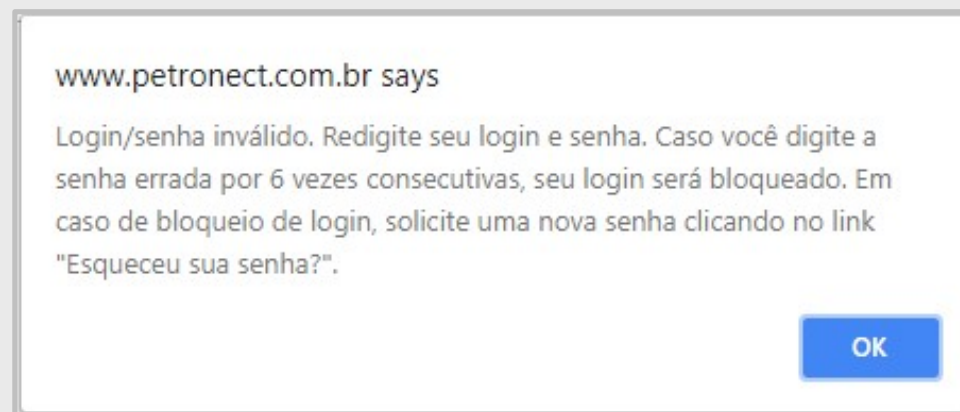 www.petronect.com.br says
Login/senha inválido. Redigite seu login e senha. Caso você digite a
senha errada por 6 vezes consecutivas, seu login será bloqueado. Em
caso de bloqueio de login, solicite uma nova senha clicando no link
"Esqueceu sua senha?".
OK